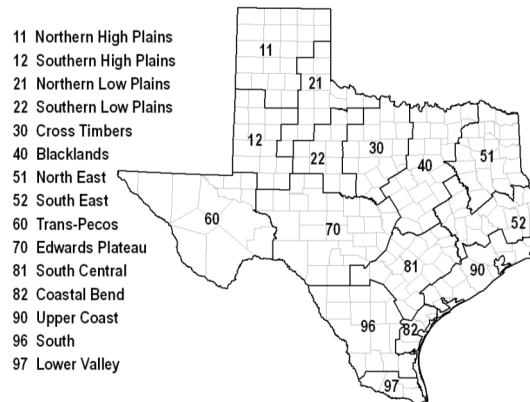 11 Northern High Plains
12 Southern High Plains
21 Northern Low Plains
22 Southern Low Plains
30 Cross Timbers
40 Blacklands
51 North East
52 South East
60 Trans-Pecos
70 Edwards Plateau
81 South Central
82 Coastal Bend
90 Upper Coast
96 South
97 Lower Valley
11
21
12
22
30
40
51
60
70
52
81
90
96
82
97